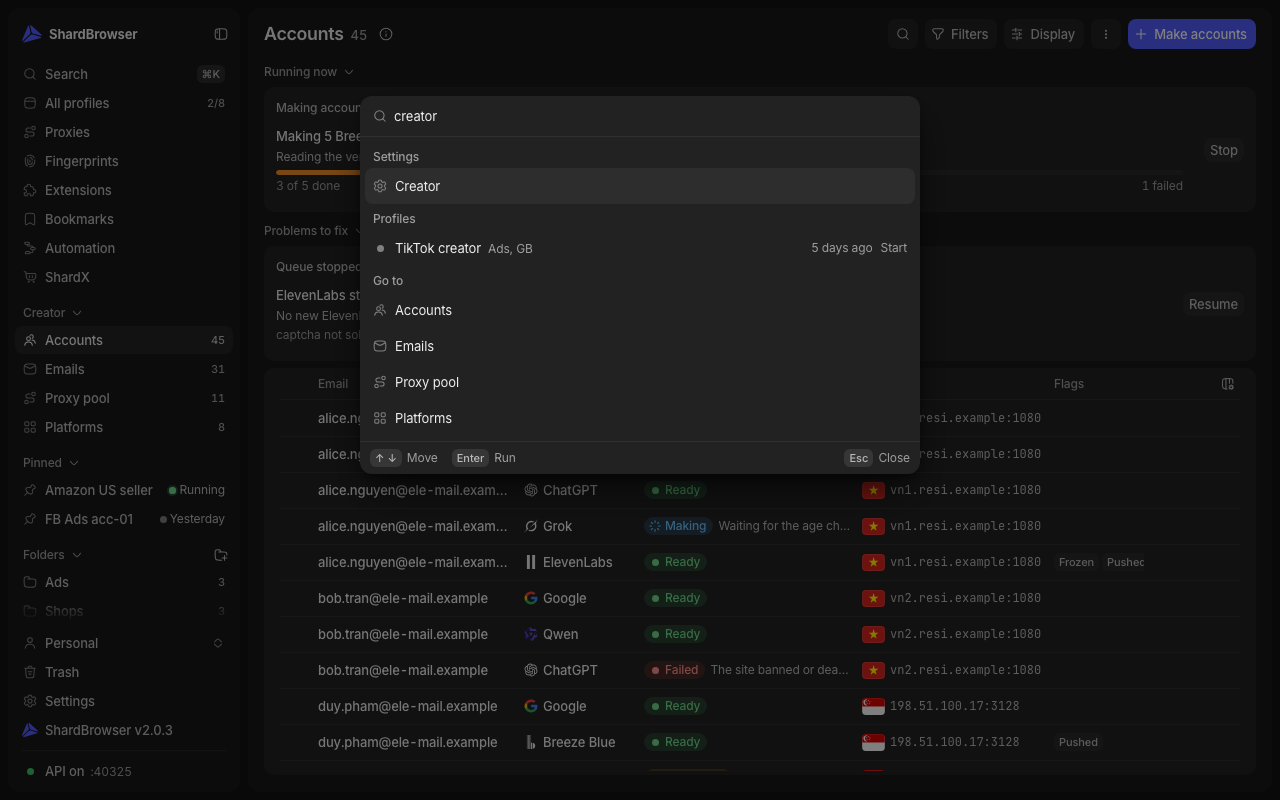 ShardBrowser
Search ⌘K
All profiles 2/8
Proxies
Fingerprints
Extensions
Bookmarks
Automation
ShardX
Creator
Accounts 45
Emails 31
Proxy pool 11
Platforms 8
Pinned
Amazon US seller Running
FB Ads acc-01 Yesterday
Folders
Ads 3
Shops 3
Personal
Trash
Settings
ShardBrowser v2.0.3
API on :40325
Accounts 45
Filters
Display
Make accounts
Running now
Making accoun
Making 5 Bree
Reading the ve
Stop
3 of 5 done 1 failed
Problems to fix
Queue stopped
ElevenLabs st
No new Eleven
captcha not sol
Resume
creator
Settings
Creator
Profiles
TikTok creator Ads, GB 5 days ago Start
Go to
Accounts
Emails
Proxy pool
Platforms
↑ ↓ Move Enter Run Esc Close
Email Flags
alice.ng resi.example:1080
alice.ng resi.example:1080
alice.nguyen@ele-mail.exam… ChatGPT Ready vn1.resi.example:1080
alice.nguyen@ele-mail.exam… Grok Making Waiting for the age ch… vn1.resi.example:1080
alice.nguyen@ele-mail.exam… ElevenLabs Ready vn1.resi.example:1080 Frozen Pushed
bob.tran@ele-mail.example Google Ready vn2.resi.example:1080
bob.tran@ele-mail.example Qwen Ready vn2.resi.example:1080
bob.tran@ele-mail.example ChatGPT Failed The site banned or dea… vn2.resi.example:1080
duy.pham@ele-mail.example Google Ready 198.51.100.17:3128
duy.pham@ele-mail.example Breeze Blue Ready 198.51.100.17:3128 Pushed